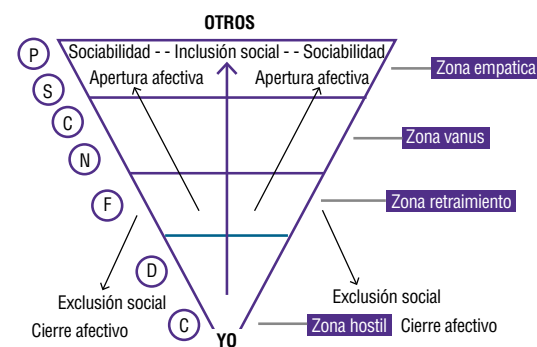 OTROS
P
Sociabilidad - - Inclusión social - - Sociabilidad
Apertura afectiva
Apertura afectiva
Zona empatica
S
C
Zona vanus
N
F
Zona retraimiento
D
Exclusión social
Exclusión social
C
Cierre afectivo
YO
Zona hostil
Cierre afectivo